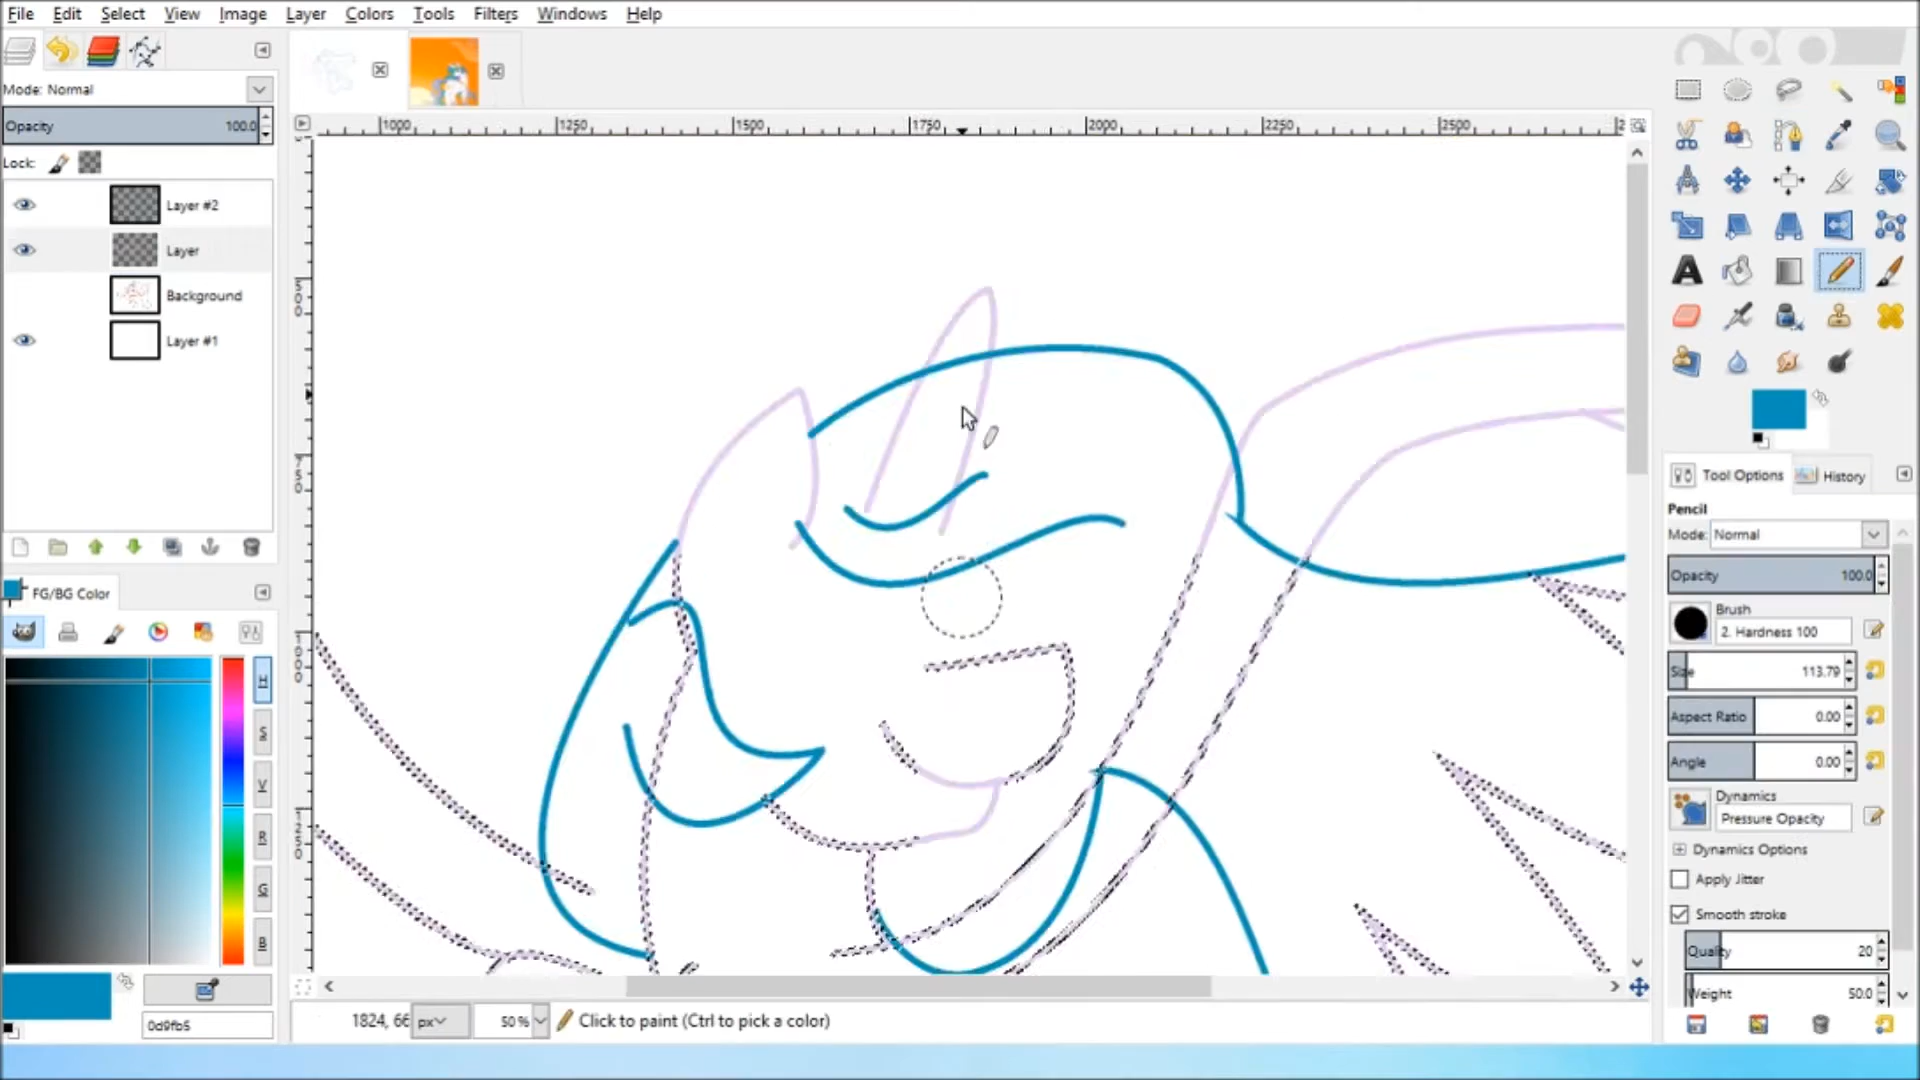 File Edit Select View Image Layer Colors Tools Filters Windows Help
Mode: Normal
Opacity 100.0
Lock:
Layer #2
Layer
Background
Layer #1
FG/BG Color
H
S
V
R
G
B
0d9fb5
1000 1250 1500 1750 2000 2250 2500
500
750
1000
1250
1824, 66 px 50 % Click to paint (Ctrl to pick a color)
Tool Options History
Pencil
Mode: Normal
Opacity 100.0
Brush
2. Hardness 100
Size 113.79
Aspect Ratio 0.00
Angle 0.00
Dynamics
Pressure Opacity
Dynamics Options
Apply Jitter
Smooth stroke
Quality 20
Weight 50.0